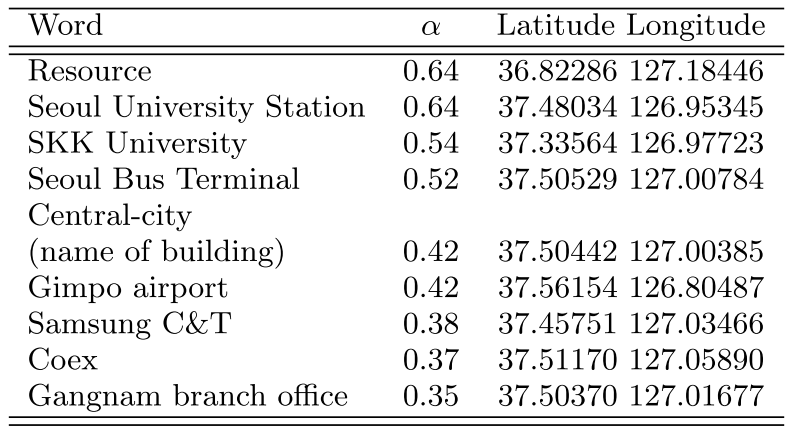 Word α Latitude Longitude
Resource 0.64 36.82286 127.18446
Seoul University Station 0.64 37.48034 126.95345
SKK University 0.54 37.33564 126.97723
Seoul Bus Terminal 0.52 37.50529 127.00784
Central-city
(name of building) 0.42 37.50442 127.00385
Gimpo airport 0.42 37.56154 126.80487
Samsung C&T 0.38 37.45751 127.03466
Coex 0.37 37.51170 127.05890
Gangnam branch office 0.35 37.50370 127.01677